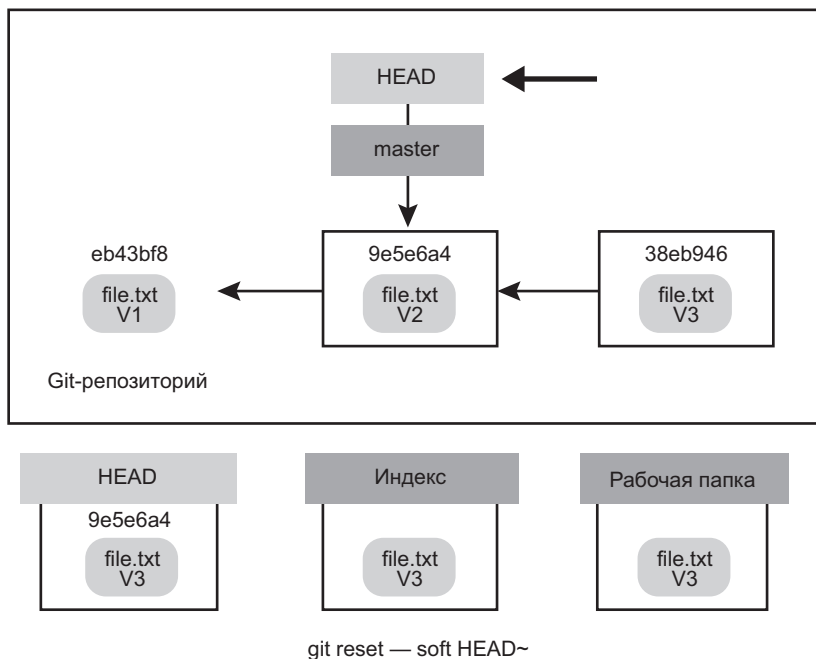 HEAD
master
eb43bf8
file.txt
V1
9e5e6a4
file.txt
V2
38eb946
file.txt
V3
Git-репозиторий
HEAD
9e5e6a4
file.txt
V3
Индекс
file.txt
V3
Рабочая папка
file.txt
V3
git reset — soft HEAD~